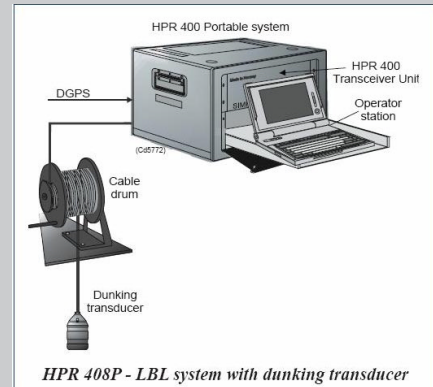 HPR 400 Portable system
HPR 400
Transceiver Unit
Operator
station
DGPS
(Cd5772)
Cable
drum
Dunking
transducer
HPR 408P - LBL system with dunking transducer